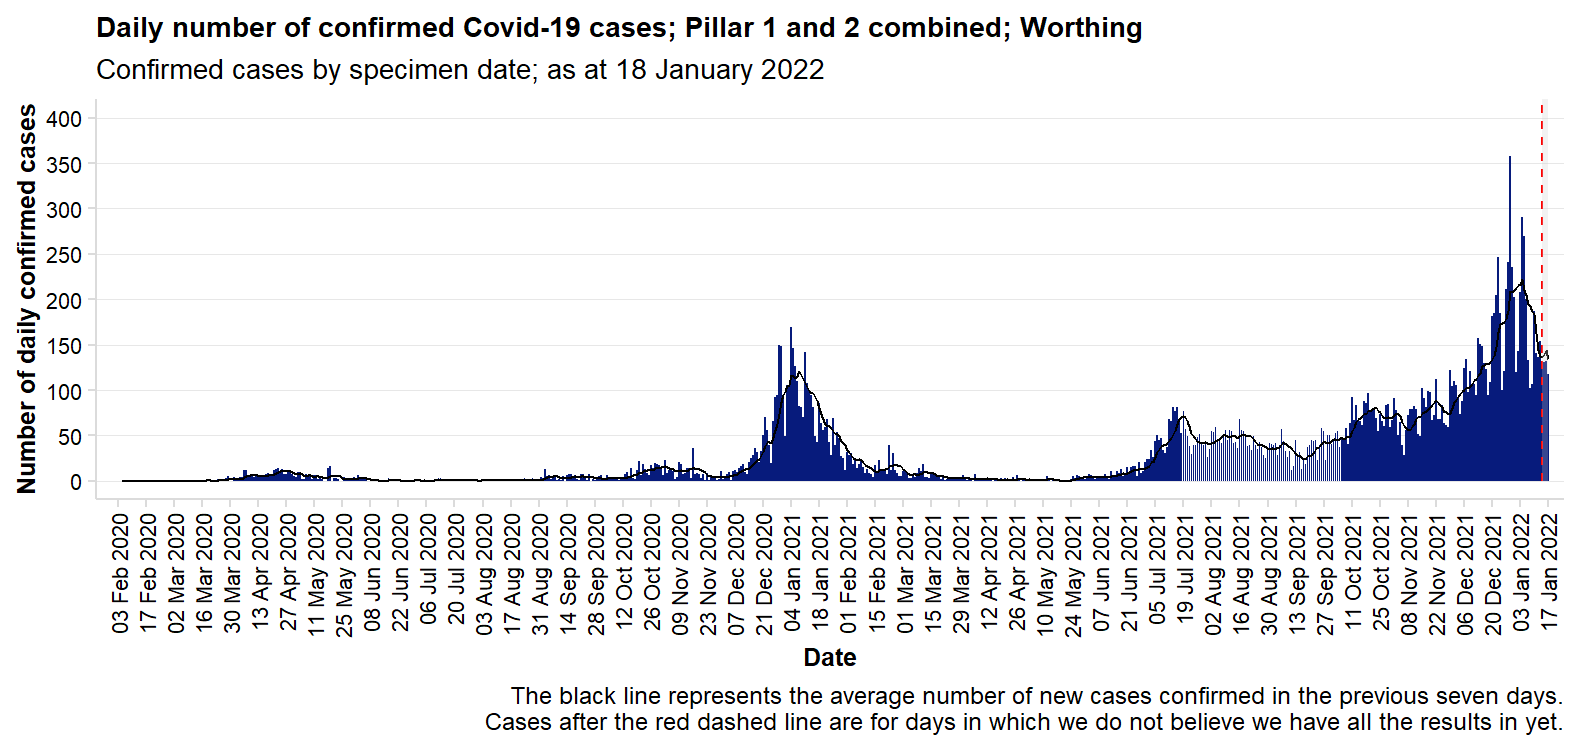 Daily number of confirmed Covid-19 cases; Pillar 1 and 2 combined; Worthing
Confirmed cases by specimen date; as at 18 January 2022
Number of daily confirmed cases
400
350
300
250
200
150
100
50
0
03 Feb 2020
17 Feb 2020
02 Mar 2020
16 Mar 2020
30 Mar 2020
13 Apr 2020
27 Apr 2020
11 May 2020
25 May 2020
08 Jun 2020
22 Jun 2020
06 Jul 2020
20 Jul 2020
03 Aug 2020
17 Aug 2020
31 Aug 2020
14 Sep 2020
28 Sep 2020
12 Oct 2020
26 Oct 2020
09 Nov 2020
23 Nov 2020
07 Dec 2020
21 Dec 2020
04 Jan 2021
18 Jan 2021
01 Feb 2021
15 Feb 2021
01 Mar 2021
15 Mar 2021
29 Mar 2021
12 Apr 2021
26 Apr 2021
10 May 2021
24 May 2021
07 Jun 2021
21 Jun 2021
05 Jul 2021
19 Jul 2021
02 Aug 2021
16 Aug 2021
30 Aug 2021
13 Sep 2021
27 Sep 2021
11 Oct 2021
25 Oct 2021
08 Nov 2021
22 Nov 2021
06 Dec 2021
20 Dec 2021
03 Jan 2022
17 Jan 2022
Date
The black line represents the average number of new cases confirmed in the previous seven days.
Cases after the red dashed line are for days in which we do not believe we have all the results in yet.